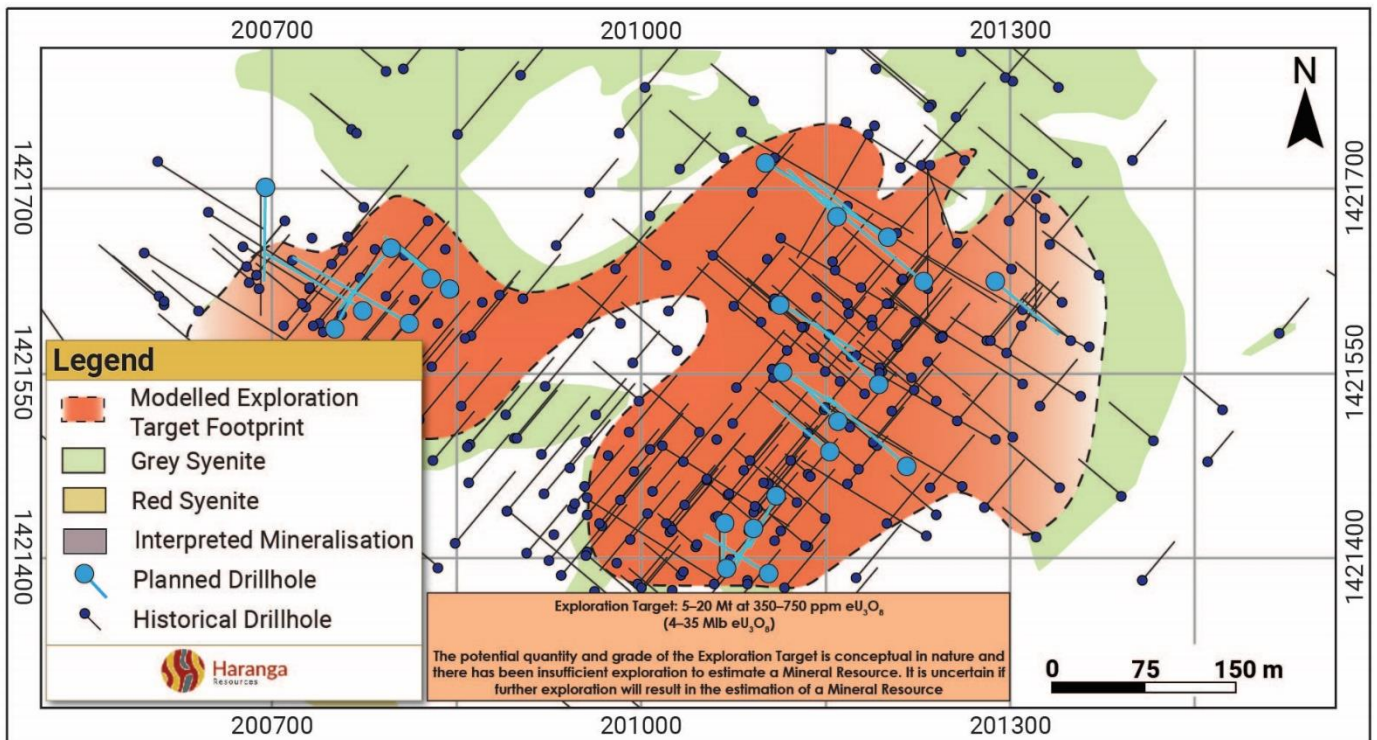 200700 201000 201300
N
1421700 1421700
1421550 1421550
1421400 1421400
Legend
Modelled Exploration
Target Footprint
Grey Syenite
Red Syenite
Interpreted Mineralisation
Planned Drillhole
Historical Drillhole
Haranga
Resources
Exploration Target: 5–20 Mt at 350–750 ppm eU₃O₈
(4–35 Mlb eU₃O₈)
The potential quantity and grade of the Exploration Target is conceptual in nature and
there has been insufficient exploration to estimate a Mineral Resource. It is uncertain if
further exploration will result in the estimation of a Mineral Resource
0 75 150 m
200700 201000 201300